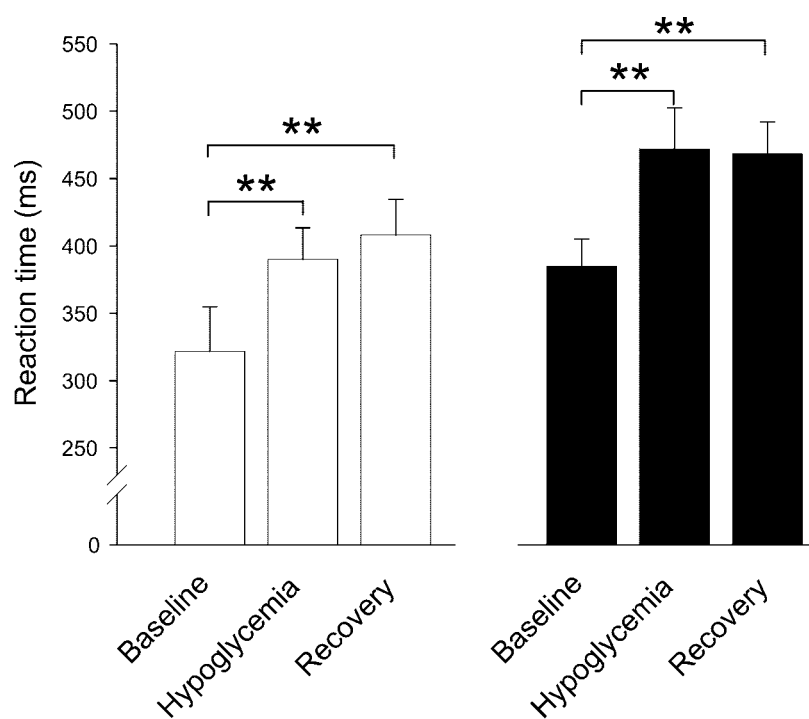 **
550
**
500
**
450
**
400
350
300
250
0
Reaction time (ms)
Baseline
Hypoglycemia
Recovery
Baseline
Hypoglycemia
Recovery